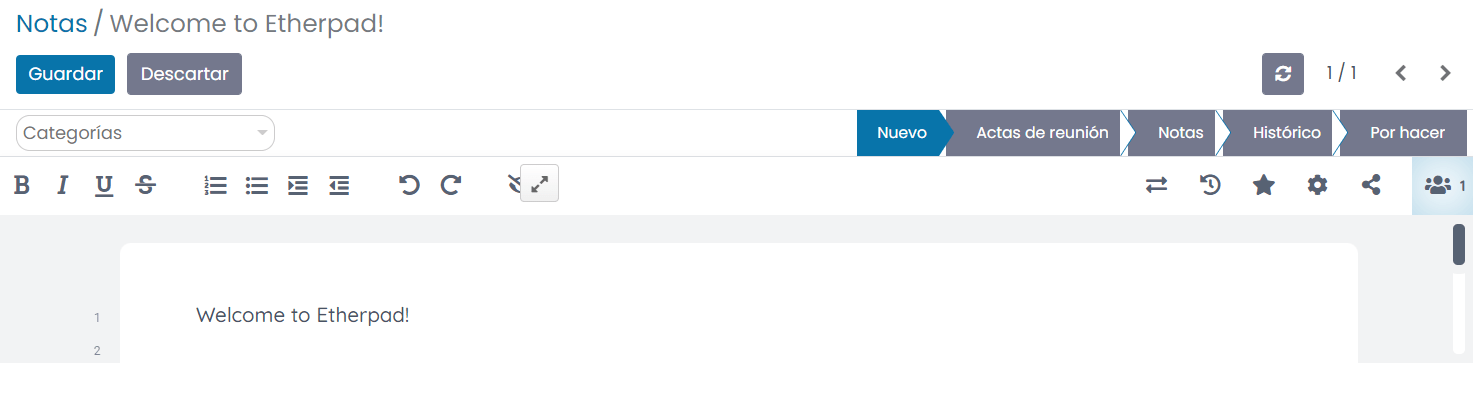 Notas / Welcome to Etherpad!
Guardar Descartar 1 / 1
Categorías Nuevo Actas de reunión Notas Histórico Por hacer
B I U S 1
1 Welcome to Etherpad!
2